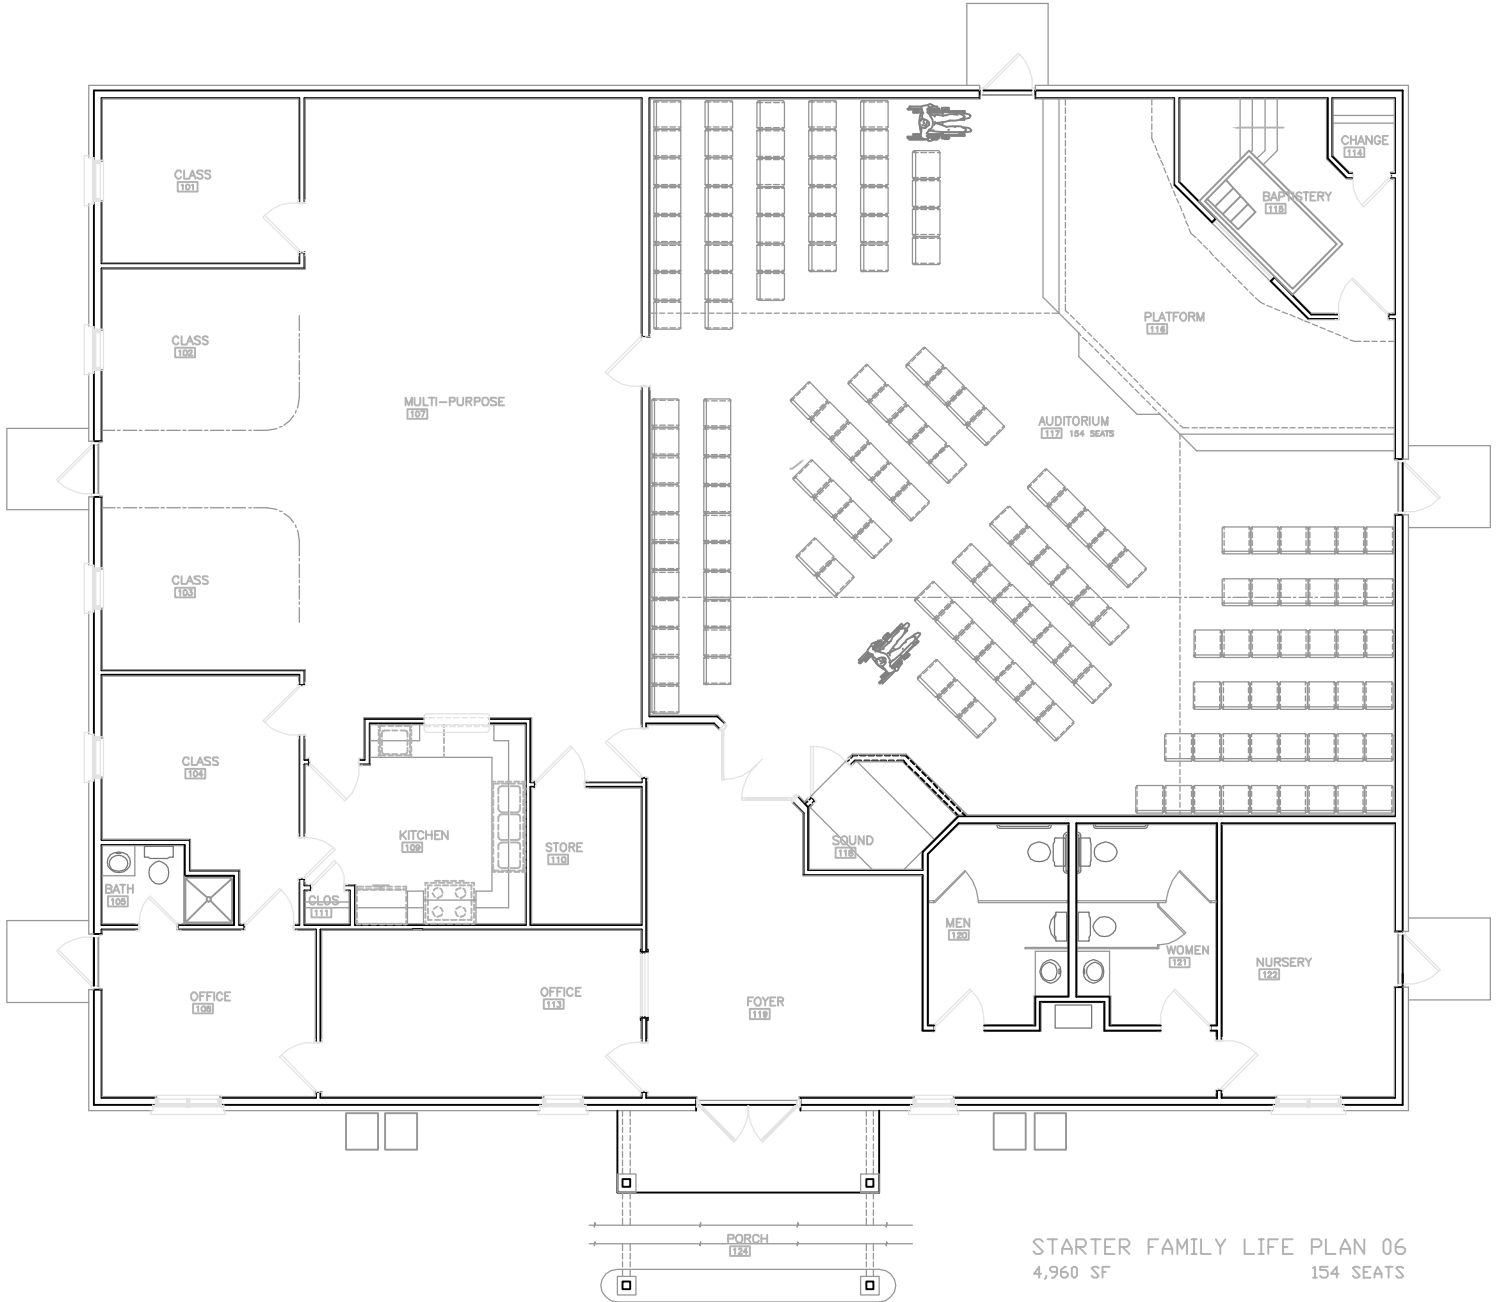 CLASS
101
CHANGE
114
BAPTISTERY
115
CLASS
102
PLATFORM
116
MULTI-PURPOSE
107
AUDITORIUM
117 154 SEATS
CLASS
103
CLASS
104
KITCHEN
109
STORE
110
SOUND
118
BATH
105
CLOS
111
MEN
120
WOMEN
121
NURSERY
122
OFFICE
108
OFFICE
113
FOYER
119
PORCH
124
STARTER FAMILY LIFE PLAN 06
4,960 SF 154 SEATS